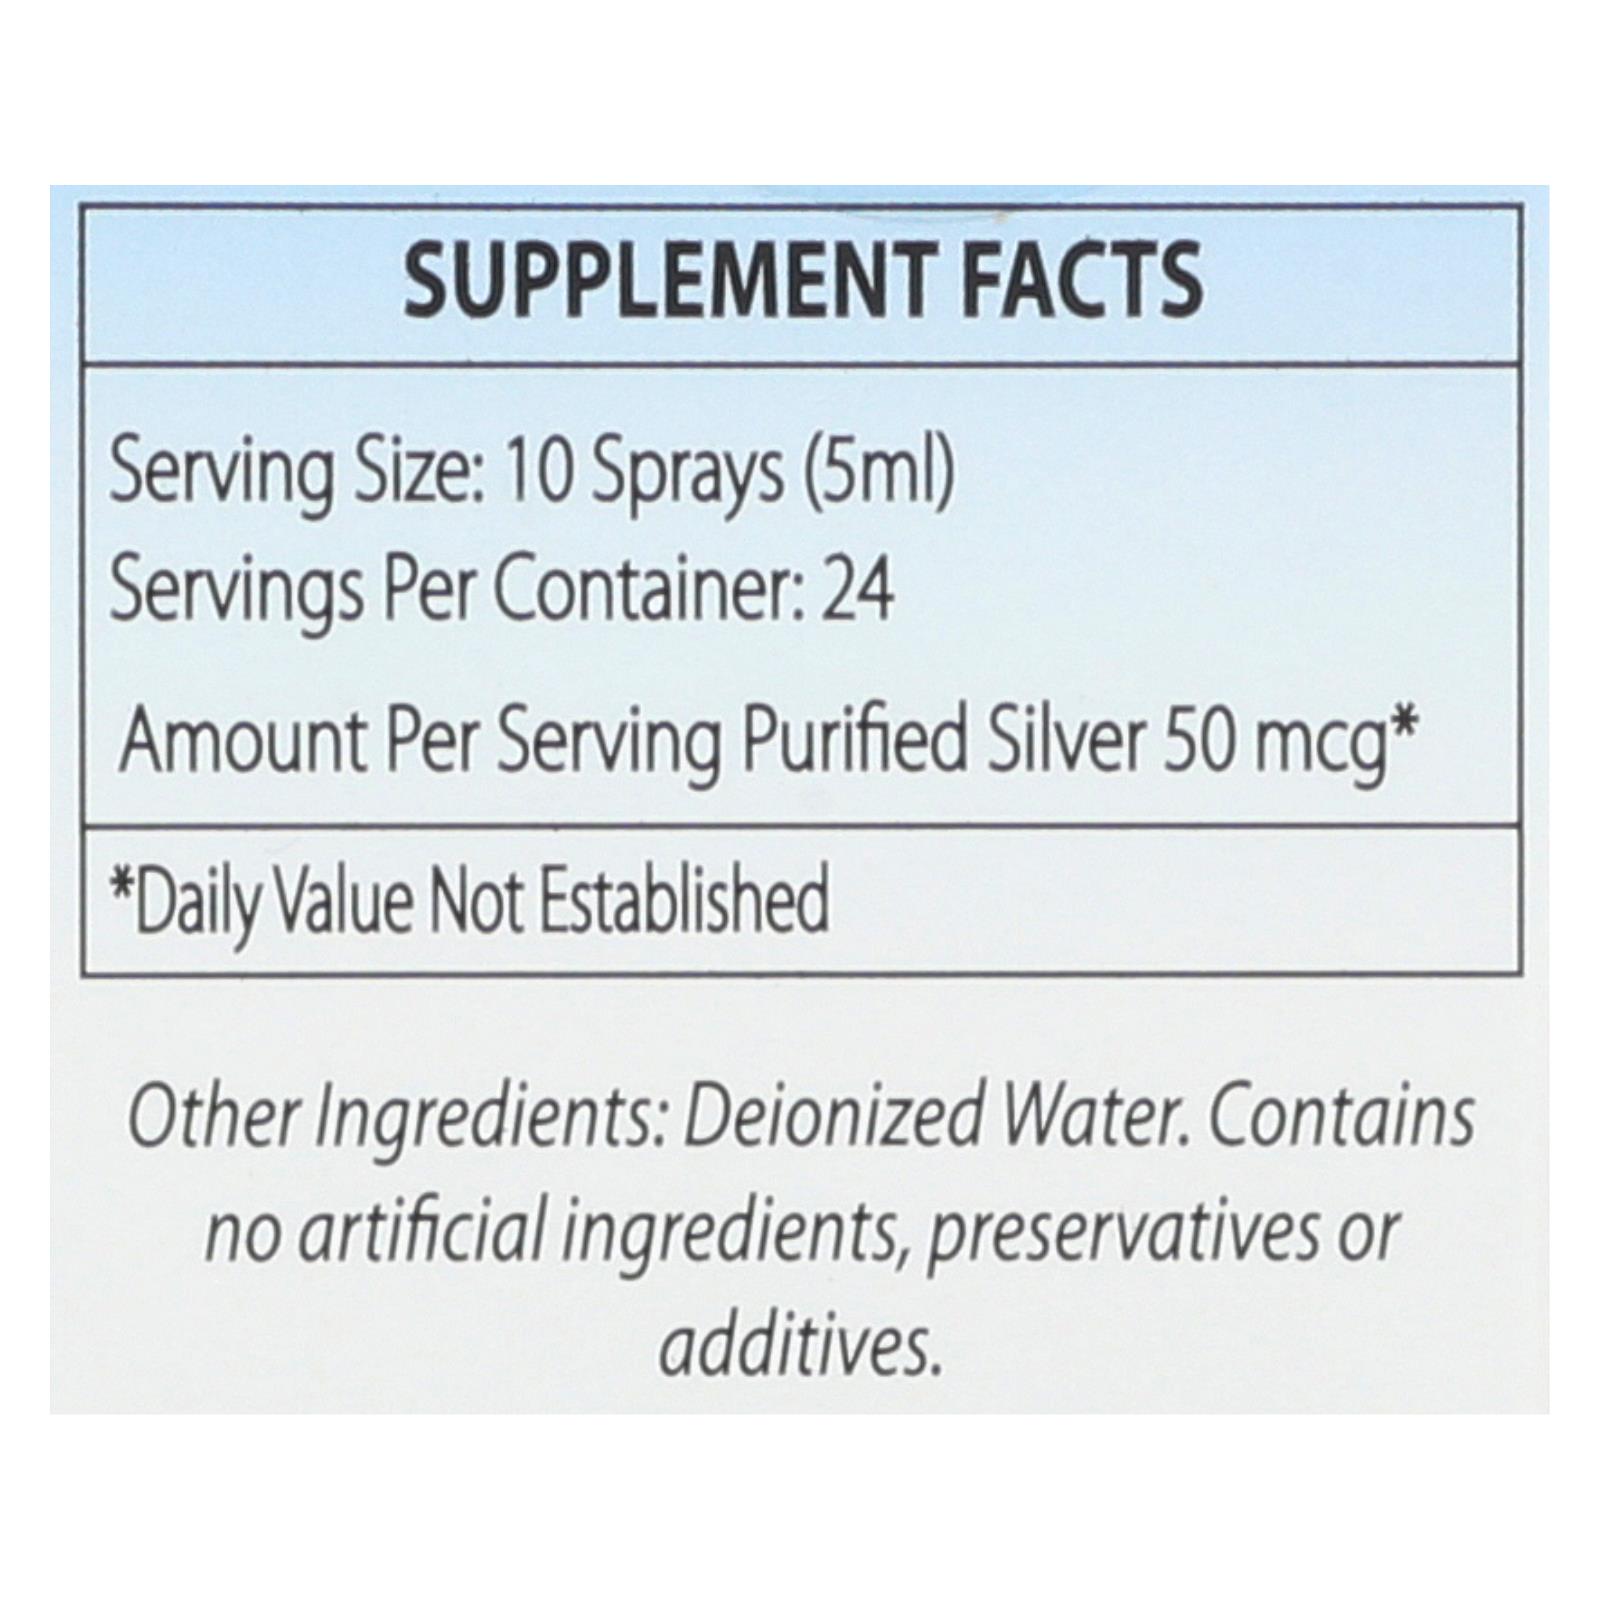 SUPPLEMENT FACTS
Serving Size: 10 Sprays (5ml)
Servings Per Container: 24
Amount Per Serving Purified Silver 50 mcg*
*Daily Value Not Established
Other Ingredients: Deionized Water. Contains
no artificial ingredients, preservatives or
additives.